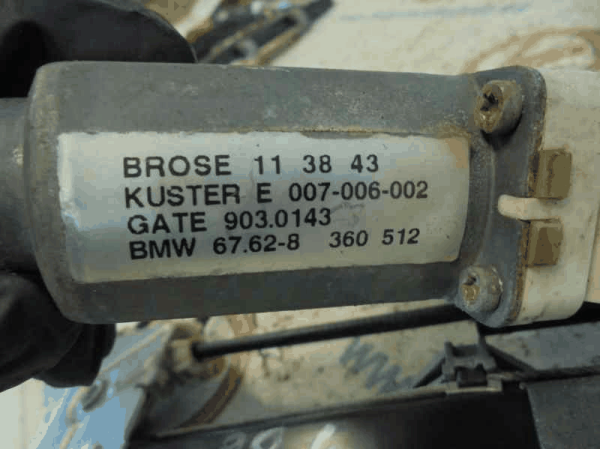 BROSE 11 38 43
KUSTER E 007-006-002
GATE 903.0143
BMW 67.62-8 360 512